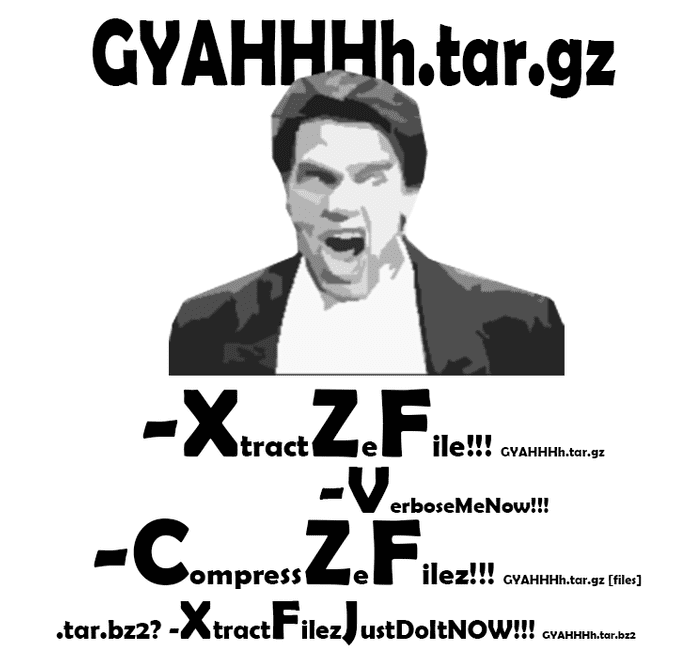 GYAHHHh.tar.gz
-XtractZeFile!!! GYAHHHh.tar.gz
-VerboseMeNow!!!
-CompressZeFilez!!! GYAHHHh.tar.gz [files]
.tar.bz2? -XtractFilezJustDoItNOW!!! GYAHHHh.tar.bz2